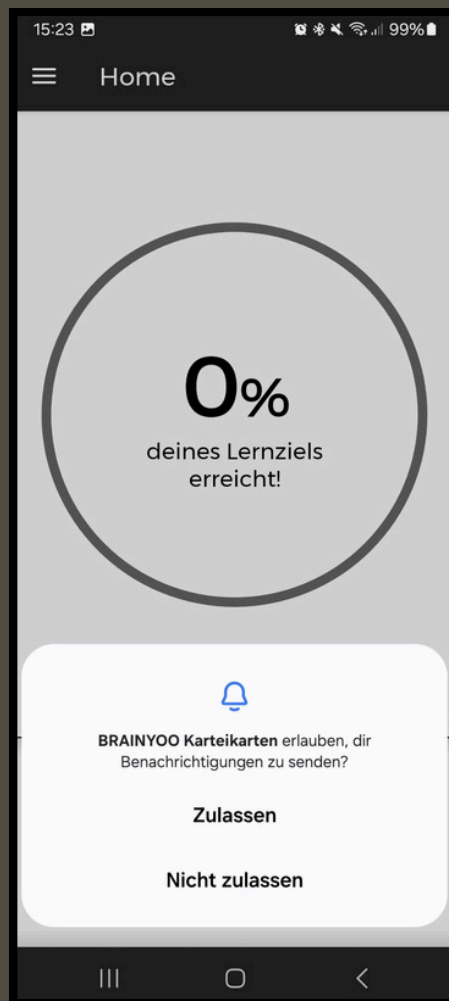 15:23 99%
Home
0%
deines Lernziels
erreicht!
BRAINYOO Karteikarten erlauben, dir
Benachrichtigungen zu senden?
Zulassen
Nicht zulassen